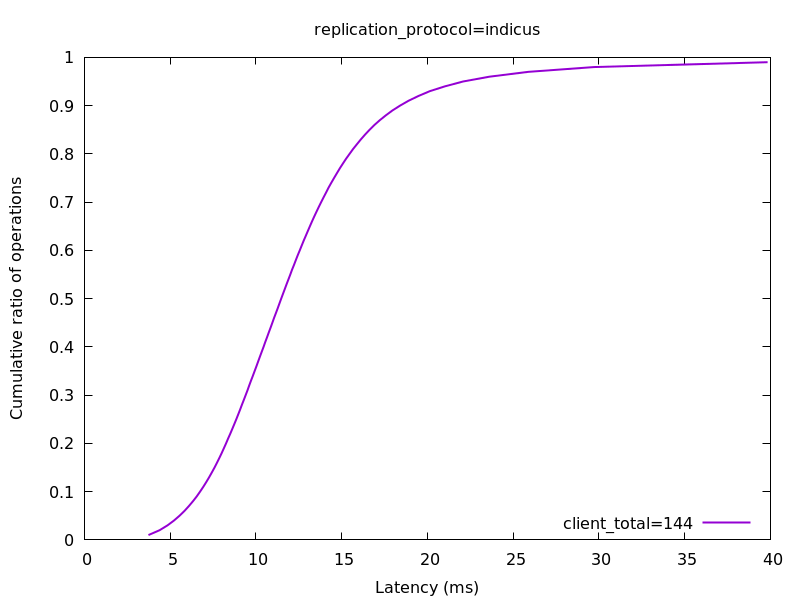 replication_protocol=indicus
1
0.9
0.8
0.7
0.6
0.5
0.4
0.3
0.2
0.1
0
Cumulative ratio of operations
client_total=144
0 5 10 15 20 25 30 35 40
Latency (ms)